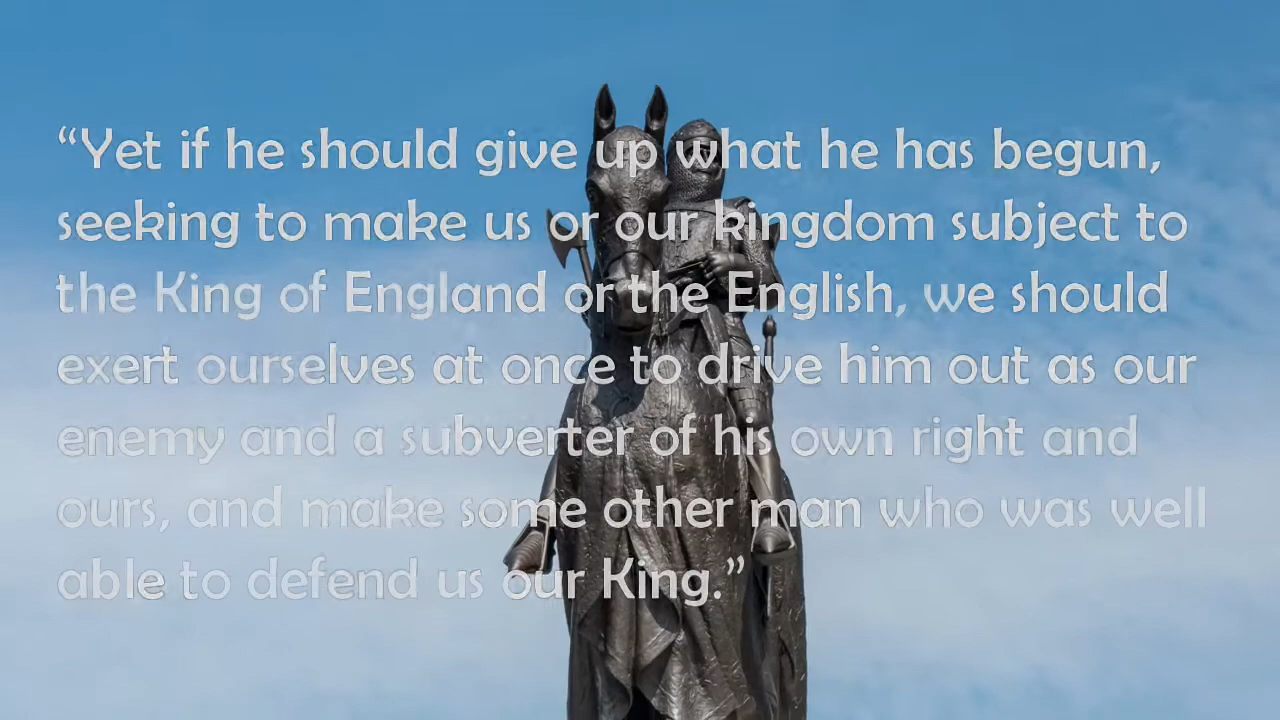 “Yet if he should give up what he has begun,
seeking to make us or our kingdom subject to
the King of England or the English, we should
exert ourselves at once to drive him out as our
enemy and a subverter of his own right and
ours, and make some other man who was well
able to defend us our King.”